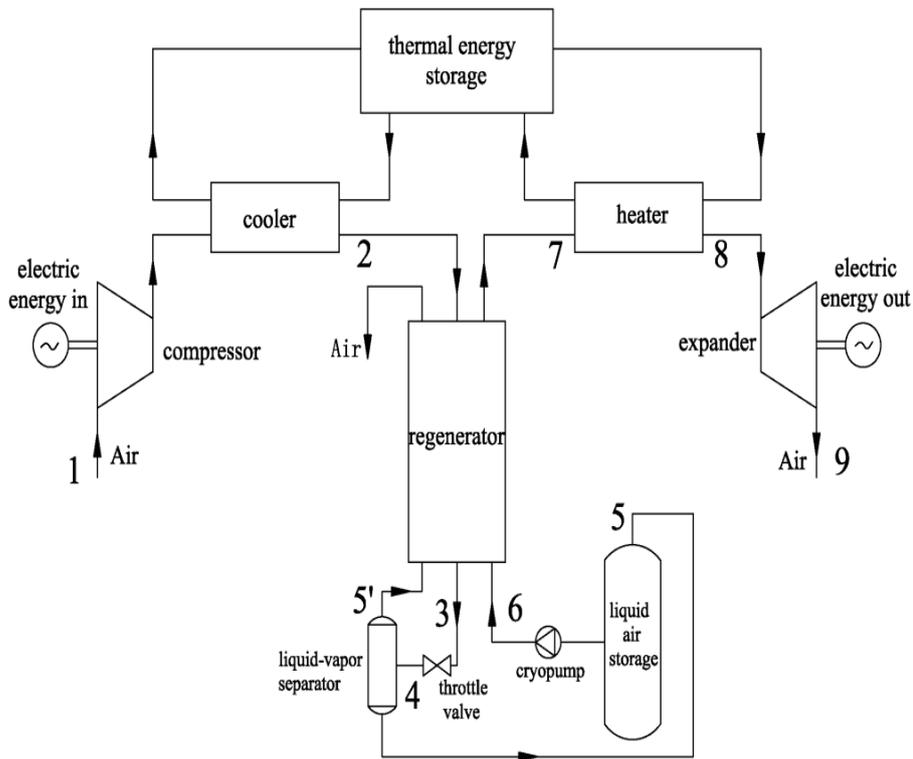 thermal energy
storage
cooler
heater
2
7
8
electric
energy in
electric
energy out
compressor
Air
expander
regenerator
1
Air
Air
9
5
5'
3
6
liquid
air
storage
liquid-vapor
separator
4
throttle
valve
cryopump